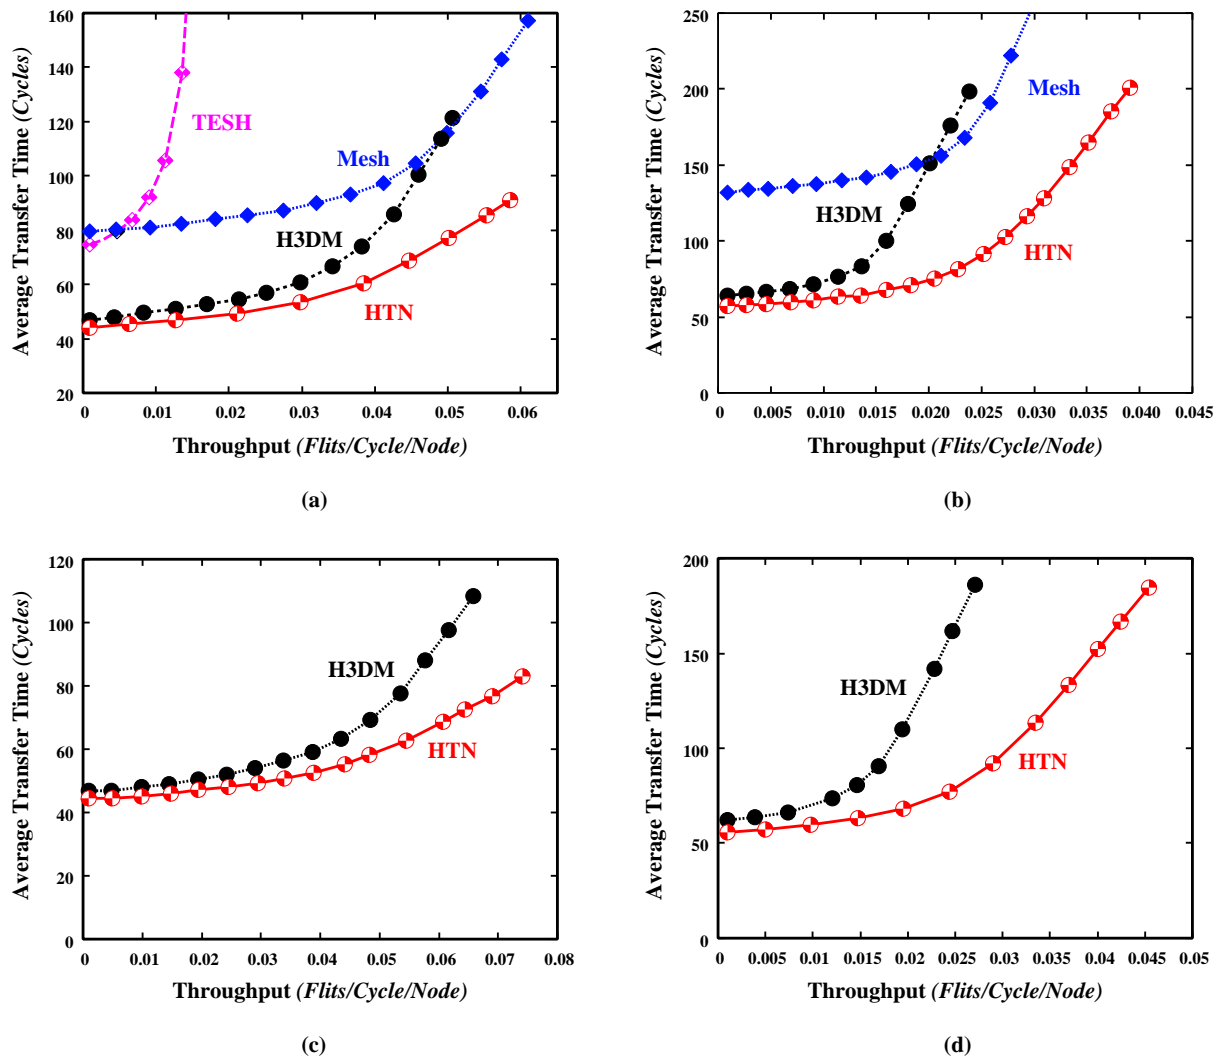 160
140
120
100
80
60
40
20
Average Transfer Time (Cycles)
TESH
Mesh
H3DM
HTN
0 0.01 0.02 0.03 0.04 0.05 0.06
Throughput (Flits/Cycle/Node)
(a)
250
200
150
100
50
0
Average Transfer Time (Cycles)
Mesh
H3DM
HTN
0 0.005 0.010 0.015 0.020 0.025 0.030 0.035 0.040 0.045
Throughput (Flits/Cycle/Node)
(b)
120
100
80
60
40
20
0
Average Transfer Time (Cycles)
H3DM
HTN
0 0.01 0.02 0.03 0.04 0.05 0.06 0.07 0.08
Throughput (Flits/Cycle/Node)
(c)
200
150
100
50
0
Average Transfer Time (Cycles)
H3DM
HTN
0 0.005 0.01 0.015 0.02 0.025 0.03 0.035 0.04 0.045 0.05
Throughput (Flits/Cycle/Node)
(d)